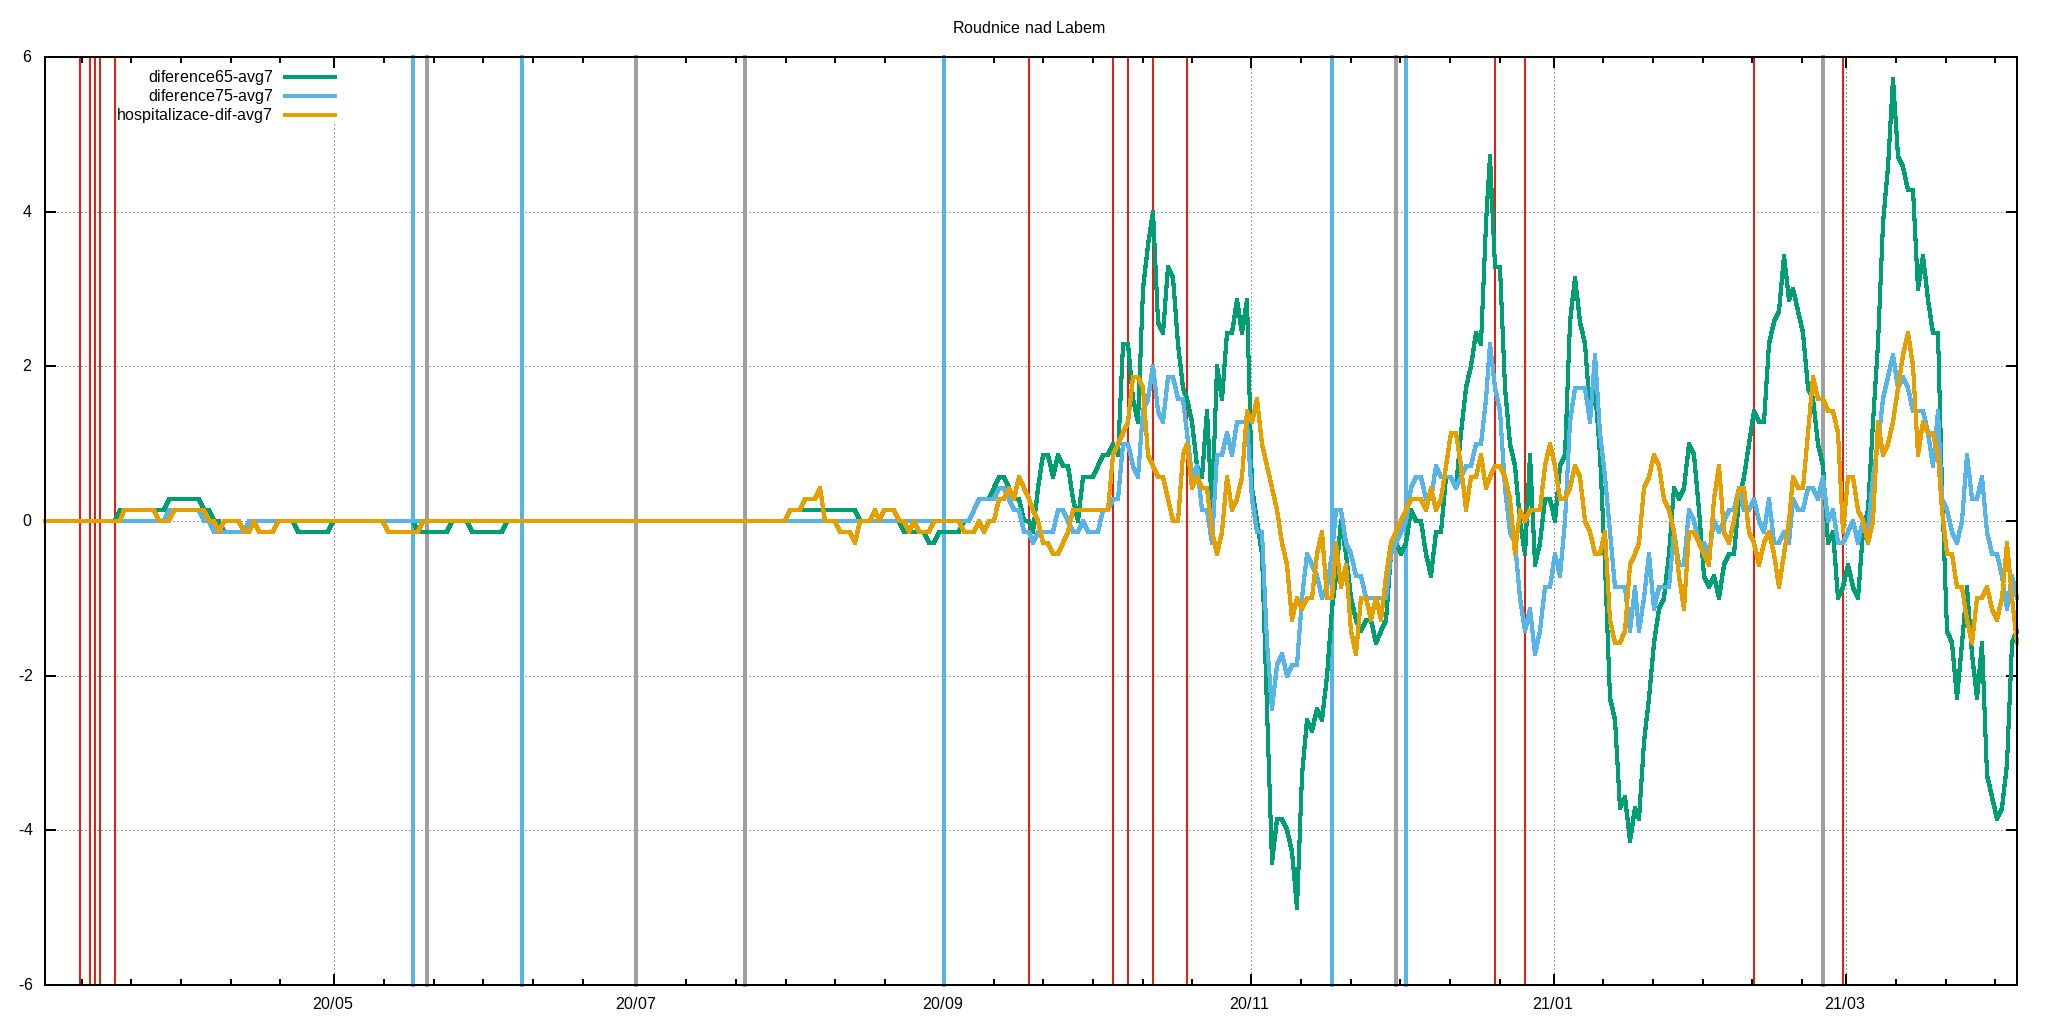 Roudnice nad Labem
6
diference65-avg7
diference75-avg7
hospitalizace-dif-avg7
4
2
0
-2
-4
-6
20/05 20/07 20/09 20/11 21/01 21/03